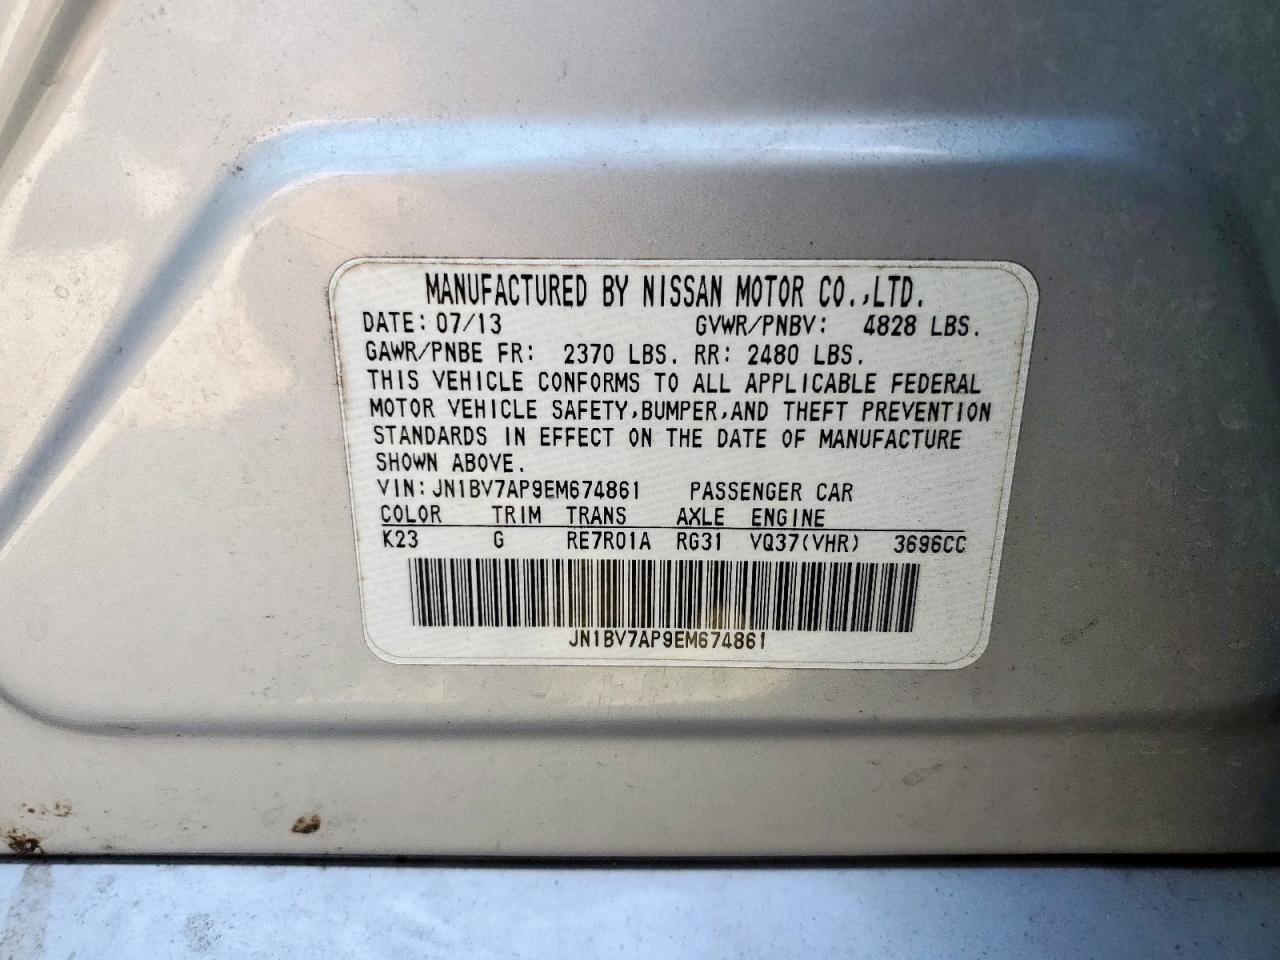 MANUFACTURED BY NISSAN MOTOR CO.,LTD.
DATE: 07/13 GVWR/PNBV: 4828 LBS.
GAWR/PNBE FR: 2370 LBS. RR: 2480 LBS.
THIS VEHICLE CONFORMS TO ALL APPLICABLE FEDERAL
MOTOR VEHICLE SAFETY,BUMPER,AND THEFT PREVENTION
STANDARDS IN EFFECT ON THE DATE OF MANUFACTURE
SHOWN ABOVE.
VIN: JN1BV7AP9EM674861 PASSENGER CAR
COLOR TRIM TRANS AXLE ENGINE
K23 G RE7R01A RG31 VQ37(VHR) 3696CC
JN1BV7AP9EM674861